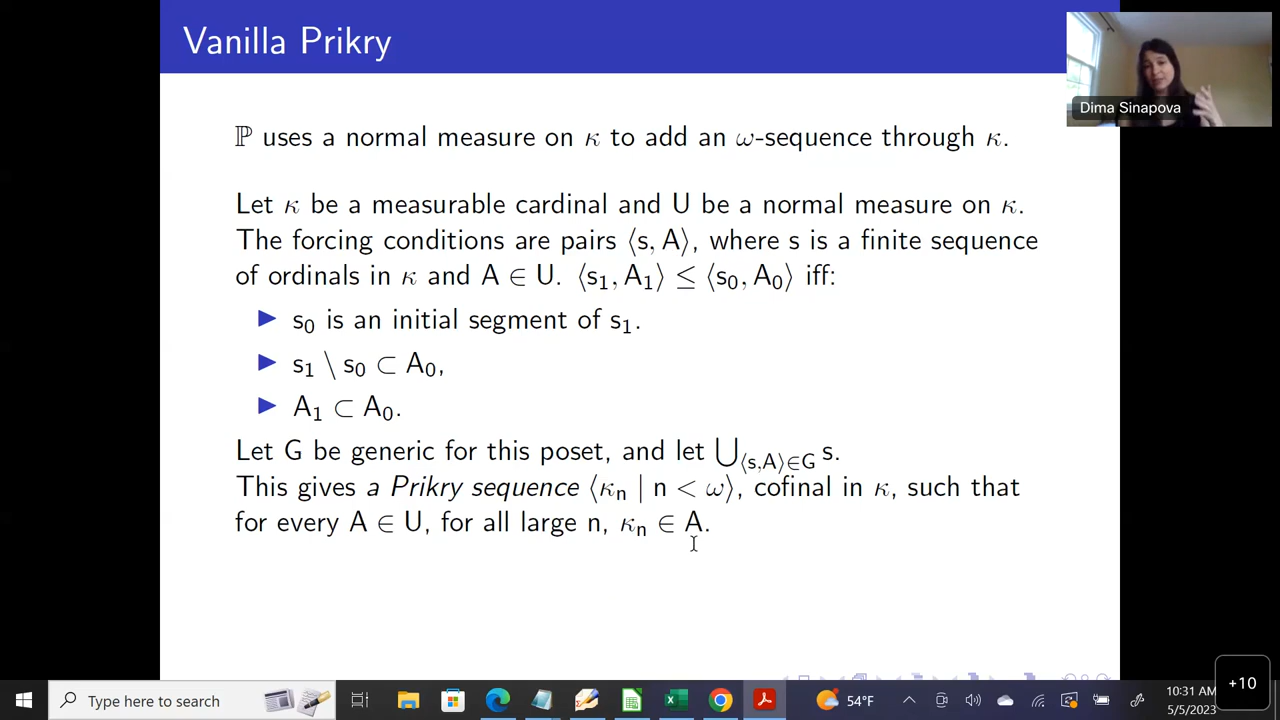 Vanilla Prikry
Dima Sinapova
ℙ uses a normal measure on κ to add an ω-sequence through κ.
Let κ be a measurable cardinal and U be a normal measure on κ.
The forcing conditions are pairs ⟨s, A⟩, where s is a finite sequence
of ordinals in κ and A ∈ U. ⟨s₁, A₁⟩ ≤ ⟨s₀, A₀⟩ iff:
▶ s₀ is an initial segment of s₁.
▶ s₁ \ s₀ ⊂ A₀,
▶ A₁ ⊂ A₀.
Let G be generic for this poset, and let ⋃⟨s,A⟩∈G s.
This gives a Prikry sequence ⟨κₙ | n < ω⟩, cofinal in κ, such that
for every A ∈ U, for all large n, κₙ ∈ A.
+10
Type here to search
54°F
10:31 AM
5/5/2023